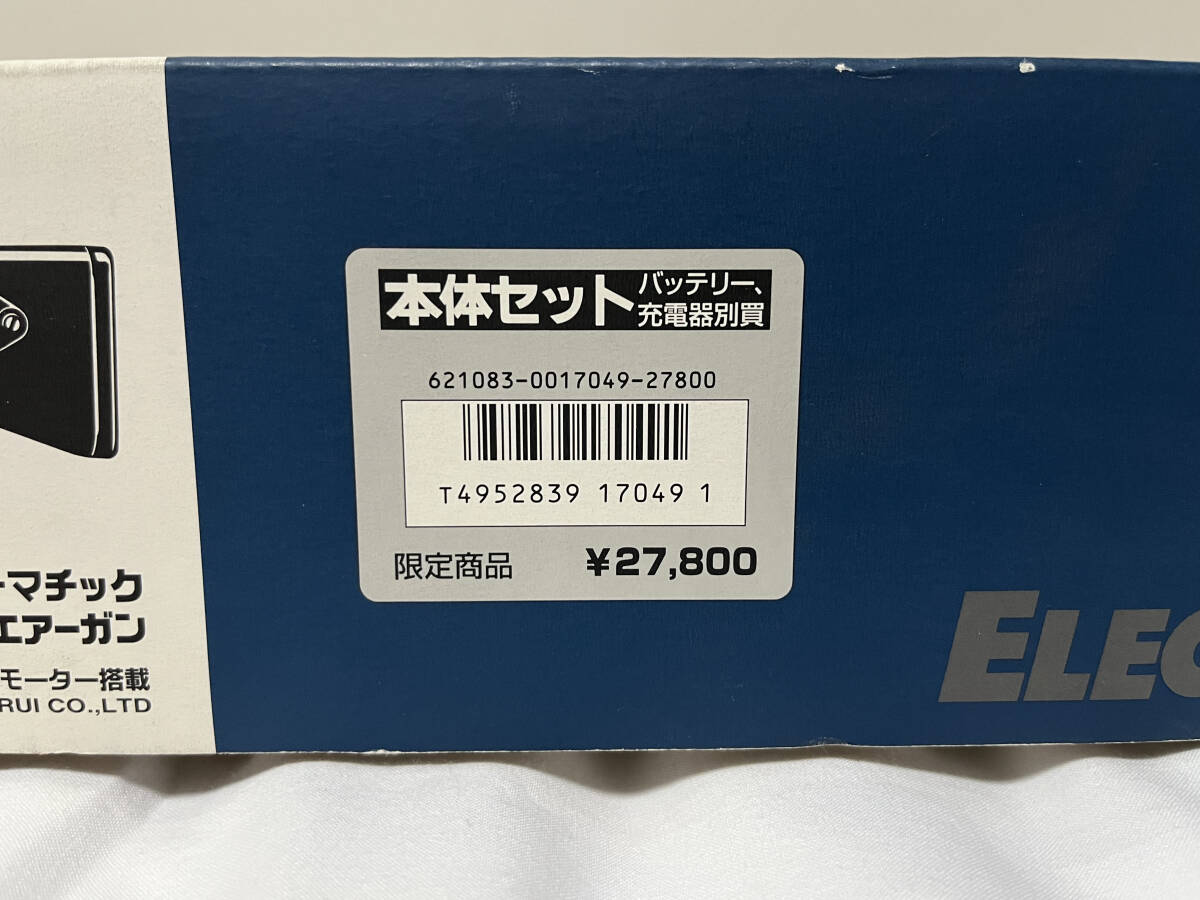 本体セット
バッテリー、
充電器別買
621083-0017049-27800
T4952839 17049 1
限定商品 ¥27,800
ーマチック
エアーガン
モーター搭載
RUI CO.,LTD
ELEC